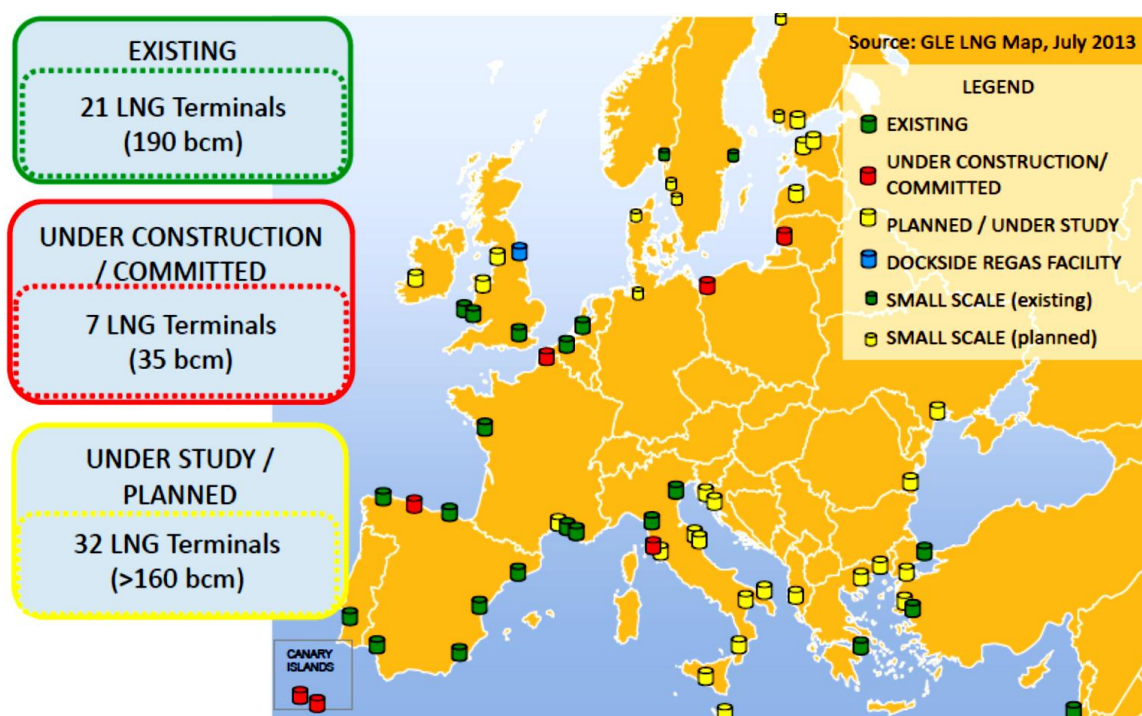 EXISTING
21 LNG Terminals
(190 bcm)
UNDER CONSTRUCTION
/ COMMITTED
7 LNG Terminals
(35 bcm)
UNDER STUDY /
PLANNED
32 LNG Terminals
(>160 bcm)
CANARY
ISLANDS
Source: GLE LNG Map, July 2013
LEGEND
EXISTING
UNDER CONSTRUCTION/
COMMITTED
PLANNED / UNDER STUDY
DOCKSIDE REGAS FACILITY
SMALL SCALE (existing)
SMALL SCALE (planned)